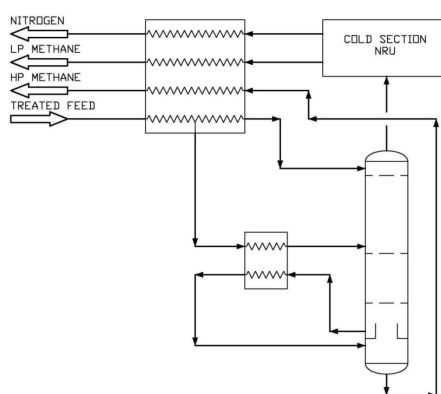 NITROGEN
LP METHANE
HP METHANE
TREATED FEED
COLD SECTION
NRU